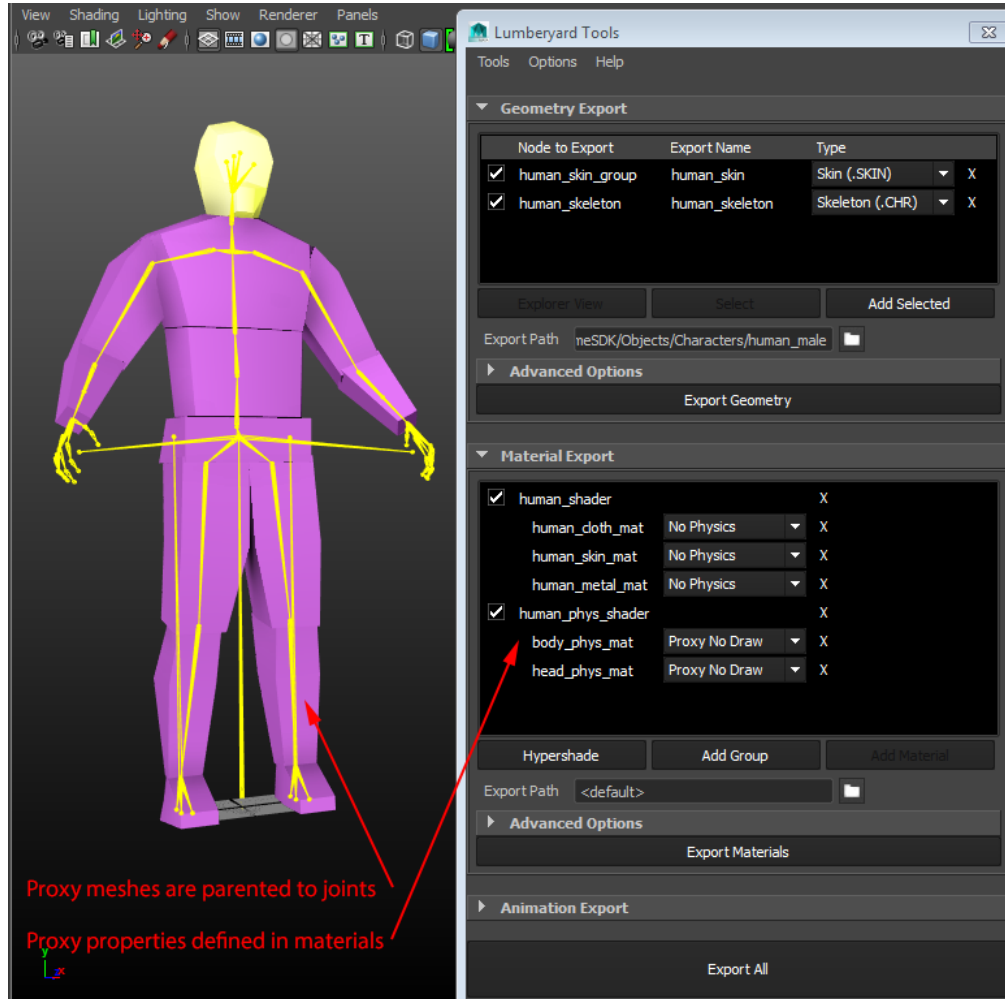 View Shading Lighting Show Renderer Panels
Lumberyard Tools
Tools Options Help
Geometry Export
Node to Export Export Name Type
human_skin_group human_skin Skin (.SKIN) X
human_skeleton human_skeleton Skeleton (.CHR) X
Explorer View Select Add Selected
Export Path neSDK/Objects/Characters/human_male
Advanced Options
Export Geometry
Material Export
human_shader X
human_cloth_mat No Physics X
human_skin_mat No Physics X
human_metal_mat No Physics X
human_phys_shader X
body_phys_mat Proxy No Draw X
head_phys_mat Proxy No Draw X
Hypershade Add Group Add Material
Export Path <default>
Advanced Options
Export Materials
Animation Export
Export All
Proxy meshes are parented to joints
Proxy properties defined in materials
y
x